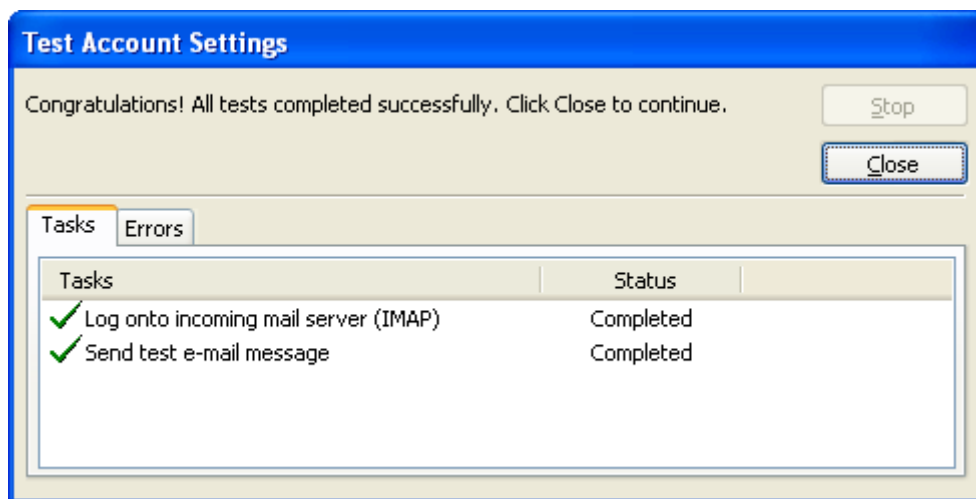 Test Account Settings
Congratulations! All tests completed successfully. Click Close to continue.
Stop
Close
Tasks Errors
Tasks Status
Log onto incoming mail server (IMAP) Completed
Send test e-mail message Completed